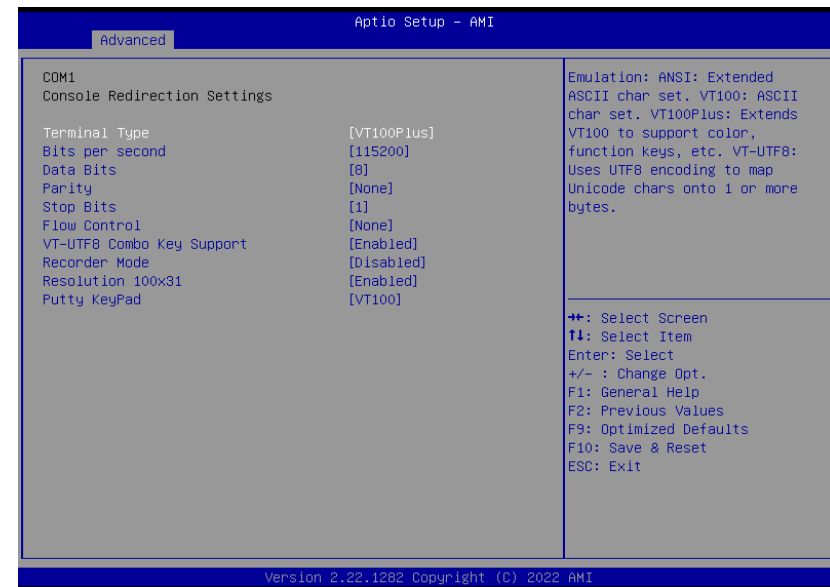 Aptio Setup – AMI
Advanced
COM1
Console Redirection Settings
Terminal Type [VT100Plus]
Bits per second [115200]
Data Bits [8]
Parity [None]
Stop Bits [1]
Flow Control [None]
VT-UTF8 Combo Key Support [Enabled]
Recorder Mode [Disabled]
Resolution 100x31 [Enabled]
Putty KeyPad [VT100]
Emulation: ANSI: Extended
ASCII char set. VT100: ASCII
char set. VT100Plus: Extends
VT100 to support color,
function keys, etc. VT-UTF8:
Uses UTF8 encoding to map
Unicode chars onto 1 or more
bytes.
→←: Select Screen
↑↓: Select Item
Enter: Select
+/- : Change Opt.
F1: General Help
F2: Previous Values
F9: Optimized Defaults
F10: Save & Reset
ESC: Exit
Version 2.22.1282 Copyright (C) 2022 AMI